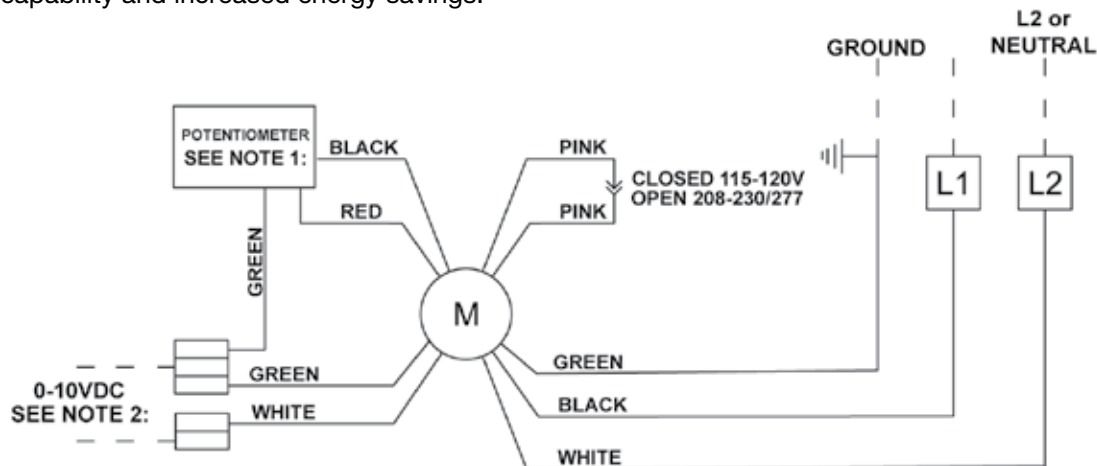 capability and increased energy savings.
L2 or
NEUTRAL
GROUND
POTENTIOMETER
SEE NOTE 1:
BLACK
PINK
CLOSED 115-120V
OPEN 208-230/277
L1
L2
RED
PINK
GREEN
M
GREEN
GREEN
0-10VDC
SEE NOTE 2:
WHITE
BLACK
WHITE